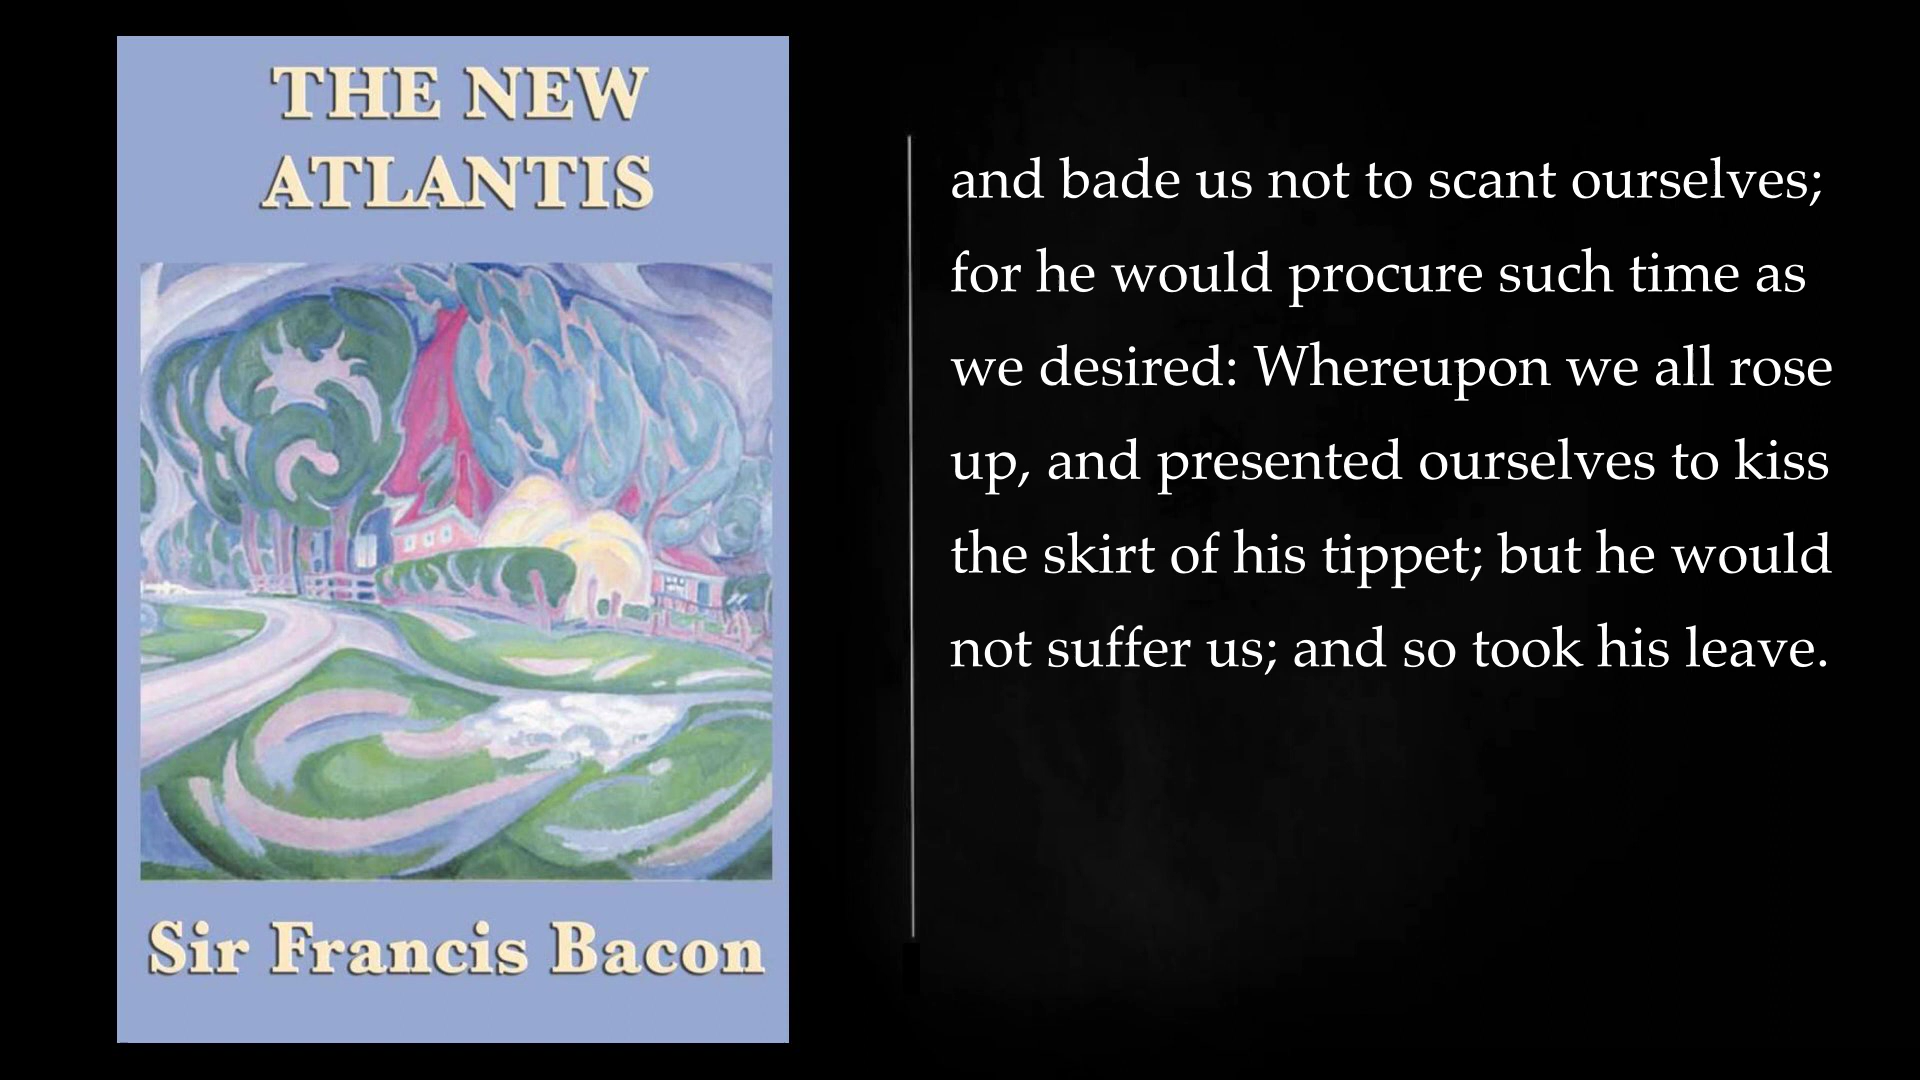 THE NEW
ATLANTIS
Sir Francis Bacon
and bade us not to scant ourselves;
for he would procure such time as
we desired: Whereupon we all rose
up, and presented ourselves to kiss
the skirt of his tippet; but he would
not suffer us; and so took his leave.